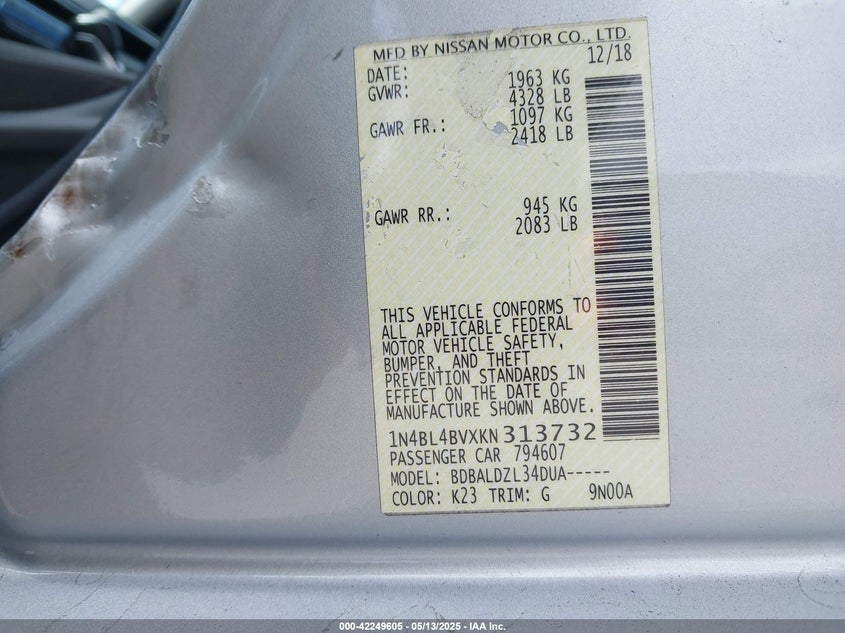 MFD BY NISSAN MOTOR CO., LTD.
DATE: 12/18
GVWR: 1963 KG
4328 LB
GAWR FR.: 1097 KG
2418 LB
GAWR RR.: 945 KG
2083 LB
THIS VEHICLE CONFORMS TO
ALL APPLICABLE FEDERAL
MOTOR VEHICLE SAFETY,
BUMPER, AND THEFT
PREVENTION STANDARDS IN
EFFECT ON THE DATE OF
MANUFACTURE SHOWN ABOVE.
1N4BL4BVXKN313732
PASSENGER CAR 794607
MODEL: BDBALDZL34DUA-----
COLOR: K23 TRIM: G 9N00A
000-42249605 - 05/13/2025 - IAA Inc.